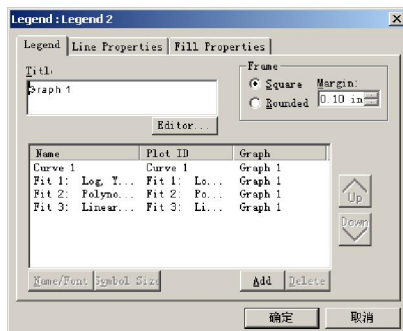 Legend : Legend 2
Legend Line Properties Fill Properties
Title
Graph 1
Editor...
Frame
Square
Rounded
Margin:
0.10 in
Name Plot ID Graph
Curve 1 Curve 1 Graph 1
Fit 1: Log, Y... Fit 1: Lo... Graph 1
Fit 2: Polyno... Fit 2: Po... Graph 1
Fit 3: Linear... Fit 3: Li... Graph 1
Up
Down
Name/Font Symbol Size Add Delete
确定 取消